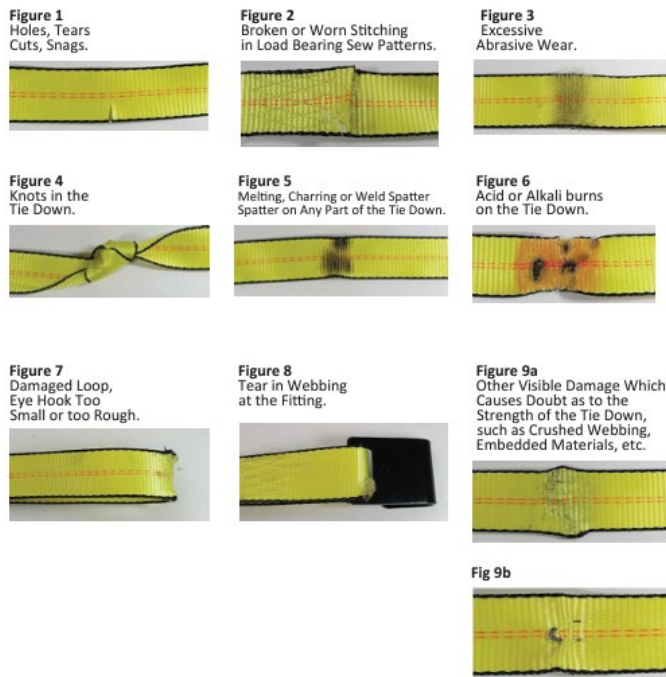 Figure 1
Holes, Tears
Cuts, Snags.
Figure 2
Broken or Worn Stitching
in Load Bearing Sew Patterns.
Figure 3
Excessive
Abrasive Wear.
Figure 4
Knots in the
Tie Down.
Figure 5
Melting, Charring or Weld Spatter
Spatter on Any Part of the Tie Down.
Figure 6
Acid or Alkali burns
on the Tie Down.
Figure 7
Damaged Loop,
Eye Hook Too
Small or too Rough.
Figure 8
Tear in Webbing
at the Fitting.
Figure 9a
Other Visible Damage Which
Causes Doubt as to the
Strength of the Tie Down,
such as Crushed Webbing,
Embedded Materials, etc.
Fig 9b